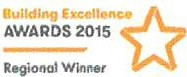 Building Excellence
AWARDS 2015
Regional Winner